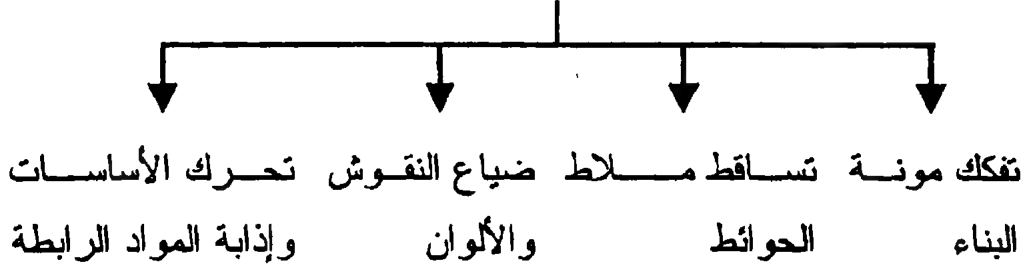 تفكك مونة
البناء
تساقط ملاط
الحوائط
ضياع النقوش
والألوان
تحرك الأساسات
وإذابة المواد الرابطة